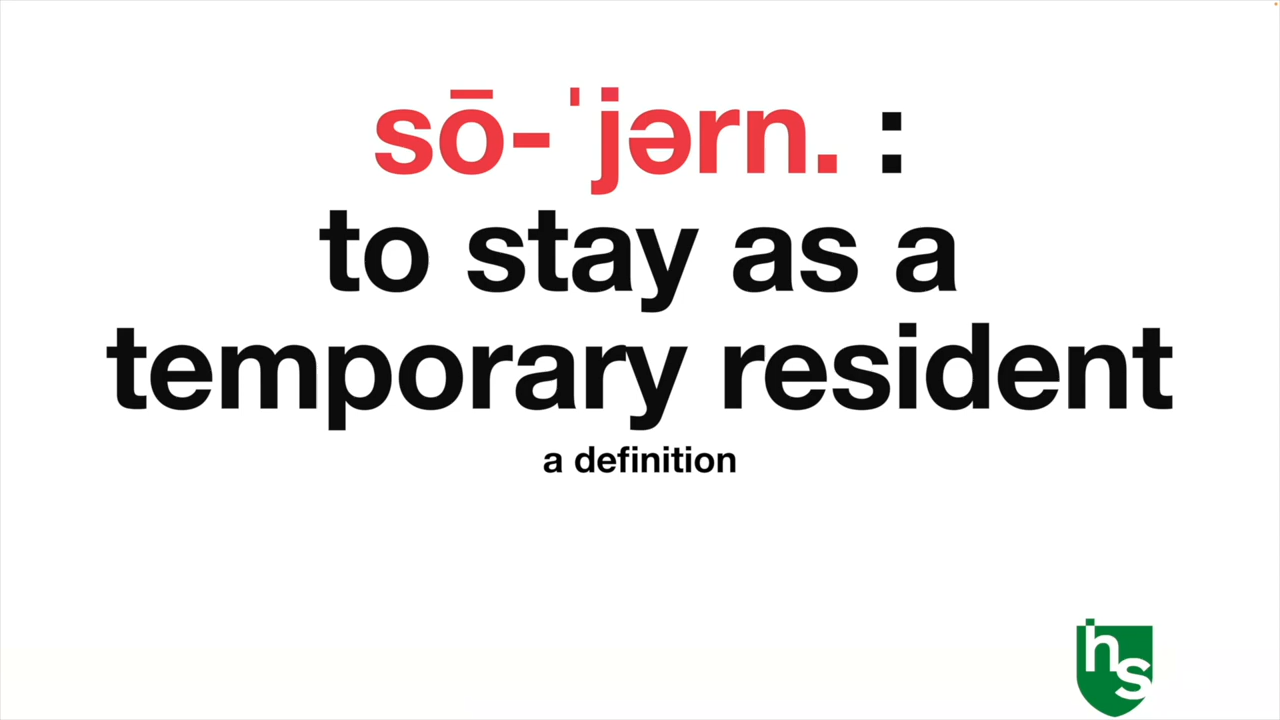 sō-ˈjərn. :
to stay as a
temporary resident
a definition
hs